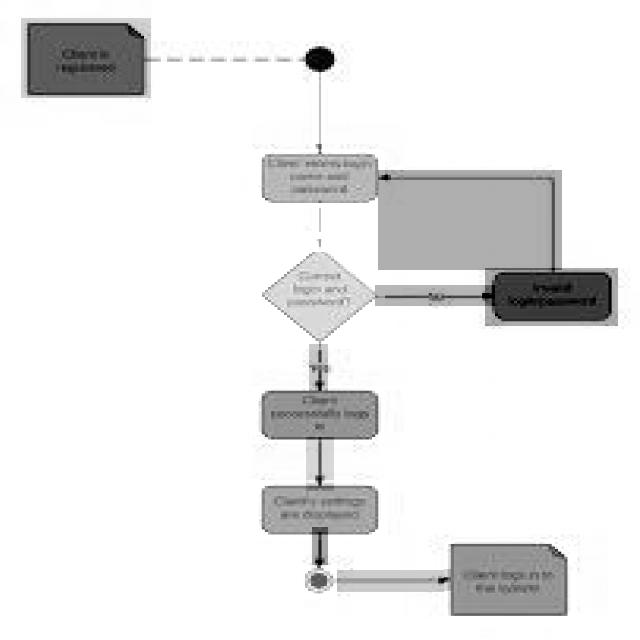 Client is
registered
Client enters login
name and
password
Correct
login and
password?
No
Invalid
login/password
Yes
Client
successfully logs
in
Client's settings
are displayed
Client logs in to
the system